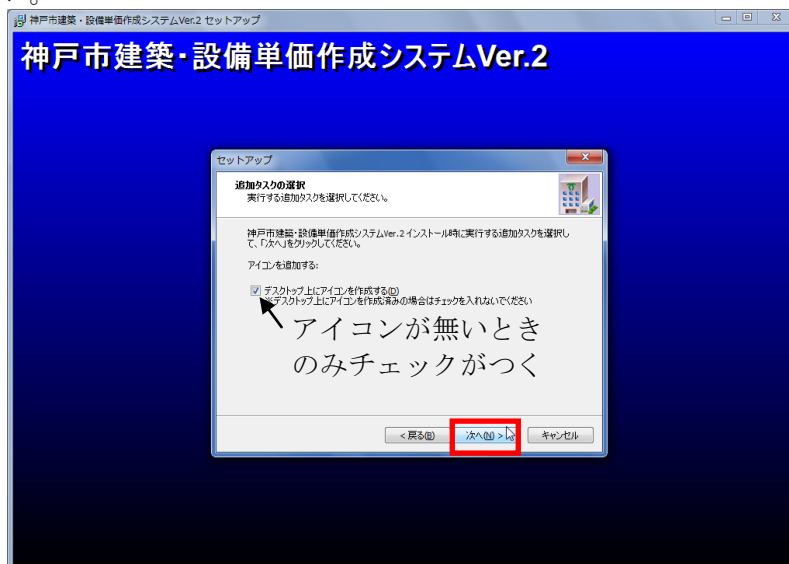 神戸市建築・設備単価作成システムVer.2 セットアップ
神戸市建築・設備単価作成システムVer.2
セットアップ
追加タスクの選択
実行する追加タスクを選択してください。
神戸市建築・設備単価作成システムVer.2 インストール時に実行する追加タスクを選択し
て、「次へ」をクリックしてください。
アイコンを追加する:
デスクトップ上にアイコンを作成する(D)
※デスクトップ上にアイコンを作成済みの場合はチェックを入れないでください
アイコンが無いとき
のみチェックがつく
< 戻る(B) 次へ(N) > キャンセル